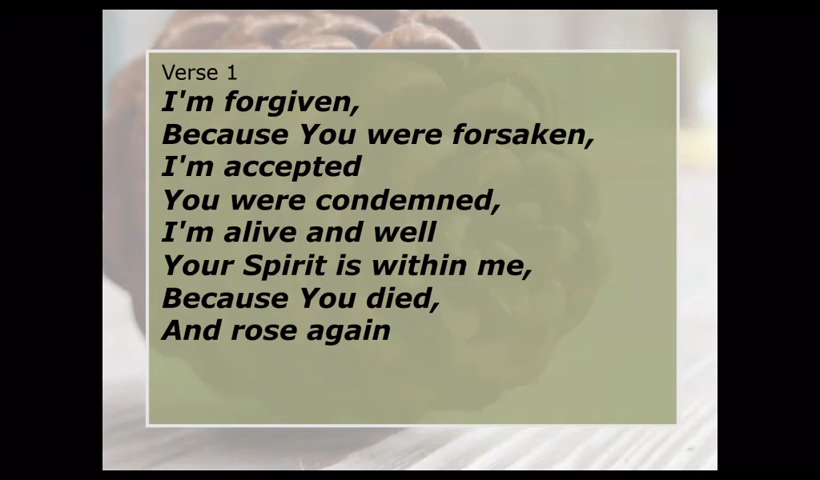 Verse 1
I'm forgiven,
Because You were forsaken,
I'm accepted
You were condemned,
I'm alive and well
Your Spirit is within me,
Because You died,
And rose again